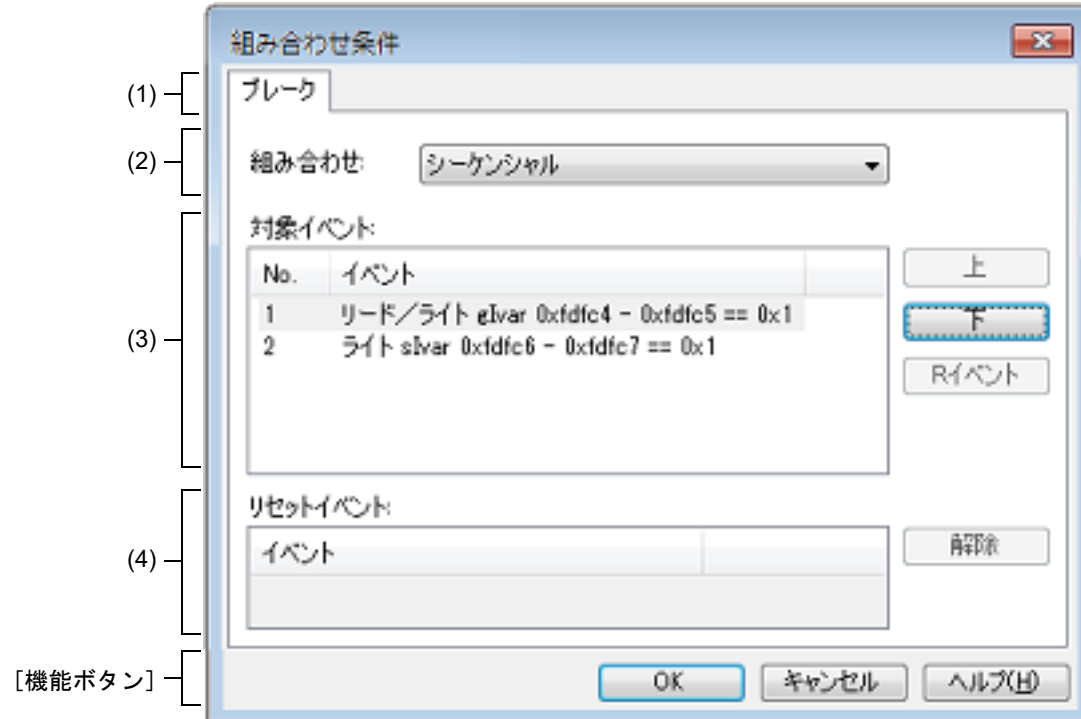 組み合わせ条件
(1)
ブレーク
(2)
組み合わせ: シーケンシャル
対象イベント:
No. イベント
上
1 リード／ライト gIvar 0xfdfc4 - 0xfdfc5 == 0x1
下
(3)
2 ライト sIvar 0xfdfc6 - 0xfdfc7 == 0x1
Rイベント
リセットイベント:
(4)
イベント
解除
[機能ボタン]
OK キャンセル ヘルプ(H)